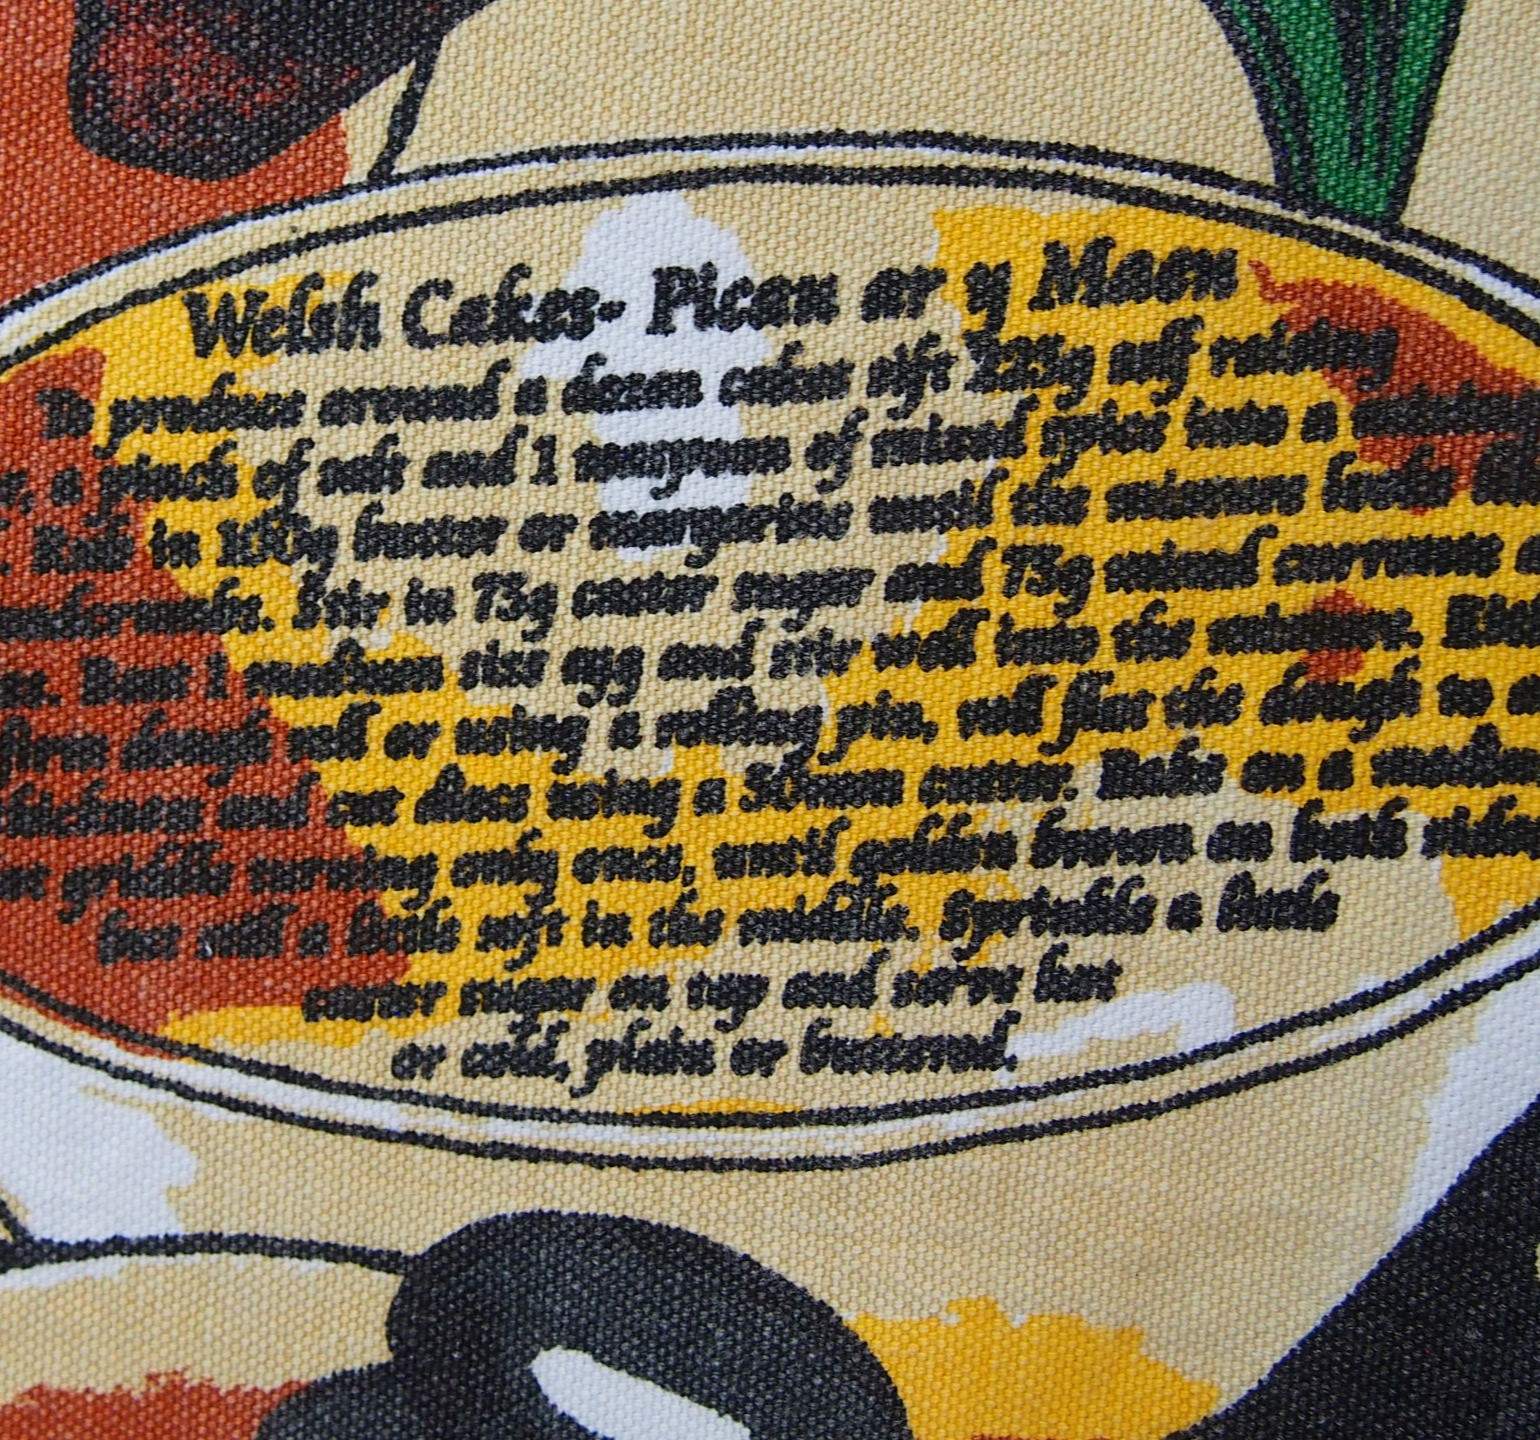 Welsh Cakes- Picau ar y Maen
To produce around a dozen cakes sift 225g self raising
a pinch of salt and 1 teaspoon of mixed spice into a mixing
Rub in 100g butter or margarine until the mixture looks like
Stir in 75g caster sugar and 75g mixed currants
Beat 1 medium size egg and stir well into the mixture.
firm dough roll or using a rolling pin, roll flat the dough to
thickness and cut discs using a 50mm cutter. Bake on a medium
griddle turning only once, until golden brown on both sides
but still a little soft in the middle. Sprinkle a little
caster sugar on top and serve hot
or cold, plain or buttered.